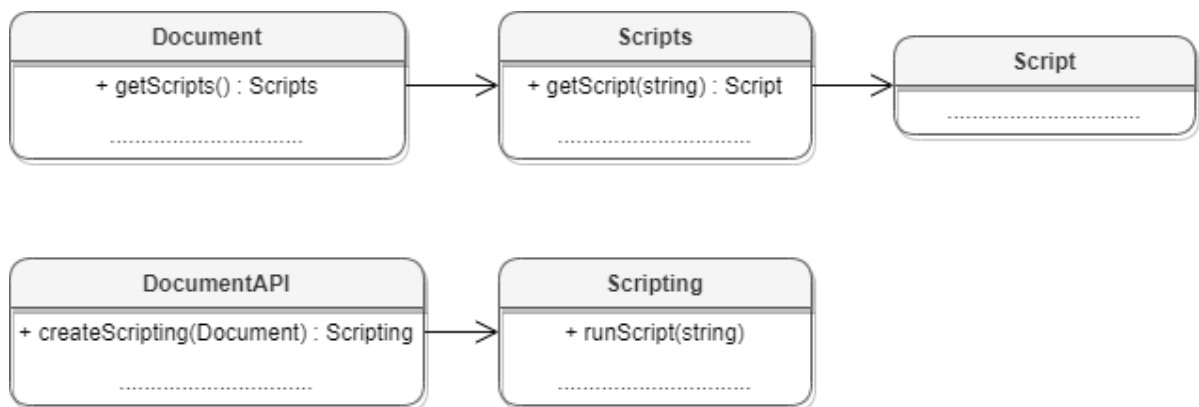 Document
+ getScripts() : Scripts
Scripts
+ getScript(string) : Script
Script
DocumentAPI
+ createScripting(Document) : Scripting
Scripting
+ runScript(string)